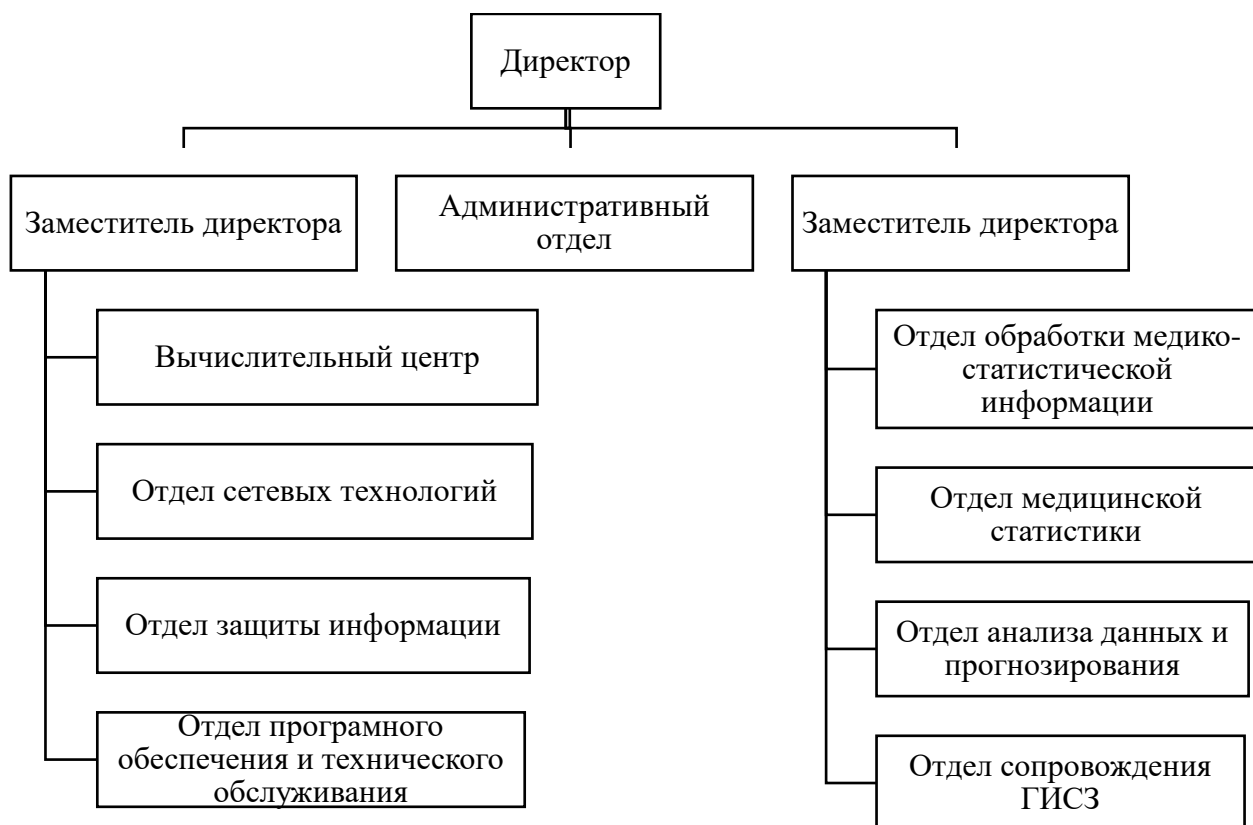 Директор
Заместитель директора
Административный
отдел
Заместитель директора
Вычислительный центр
Отдел сетевых технологий
Отдел защиты информации
Отдел програмного
обеспечения и технического
обслуживания
Отдел обработки медико-
статистической
информации
Отдел медицинской
статистики
Отдел анализа данных и
прогнозирования
Отдел сопровождения
ГИСЗ